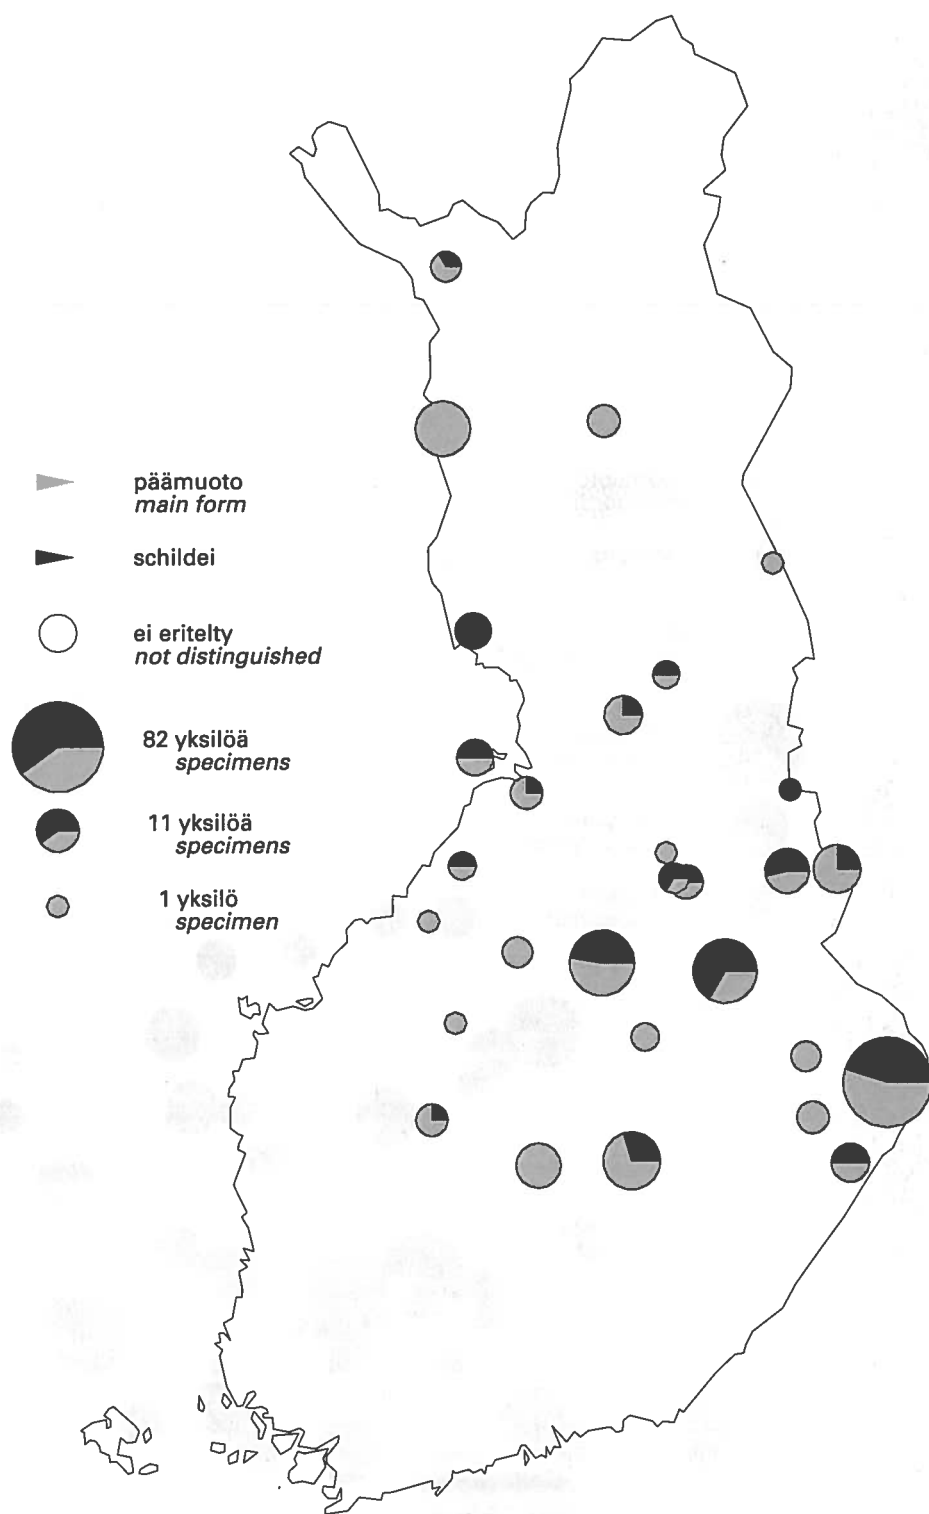 päämuoto
main form
schildei
ei eritelty
not distinguished
82 yksilöä
specimens
11 yksilöä
specimens
1 yksilö
specimen